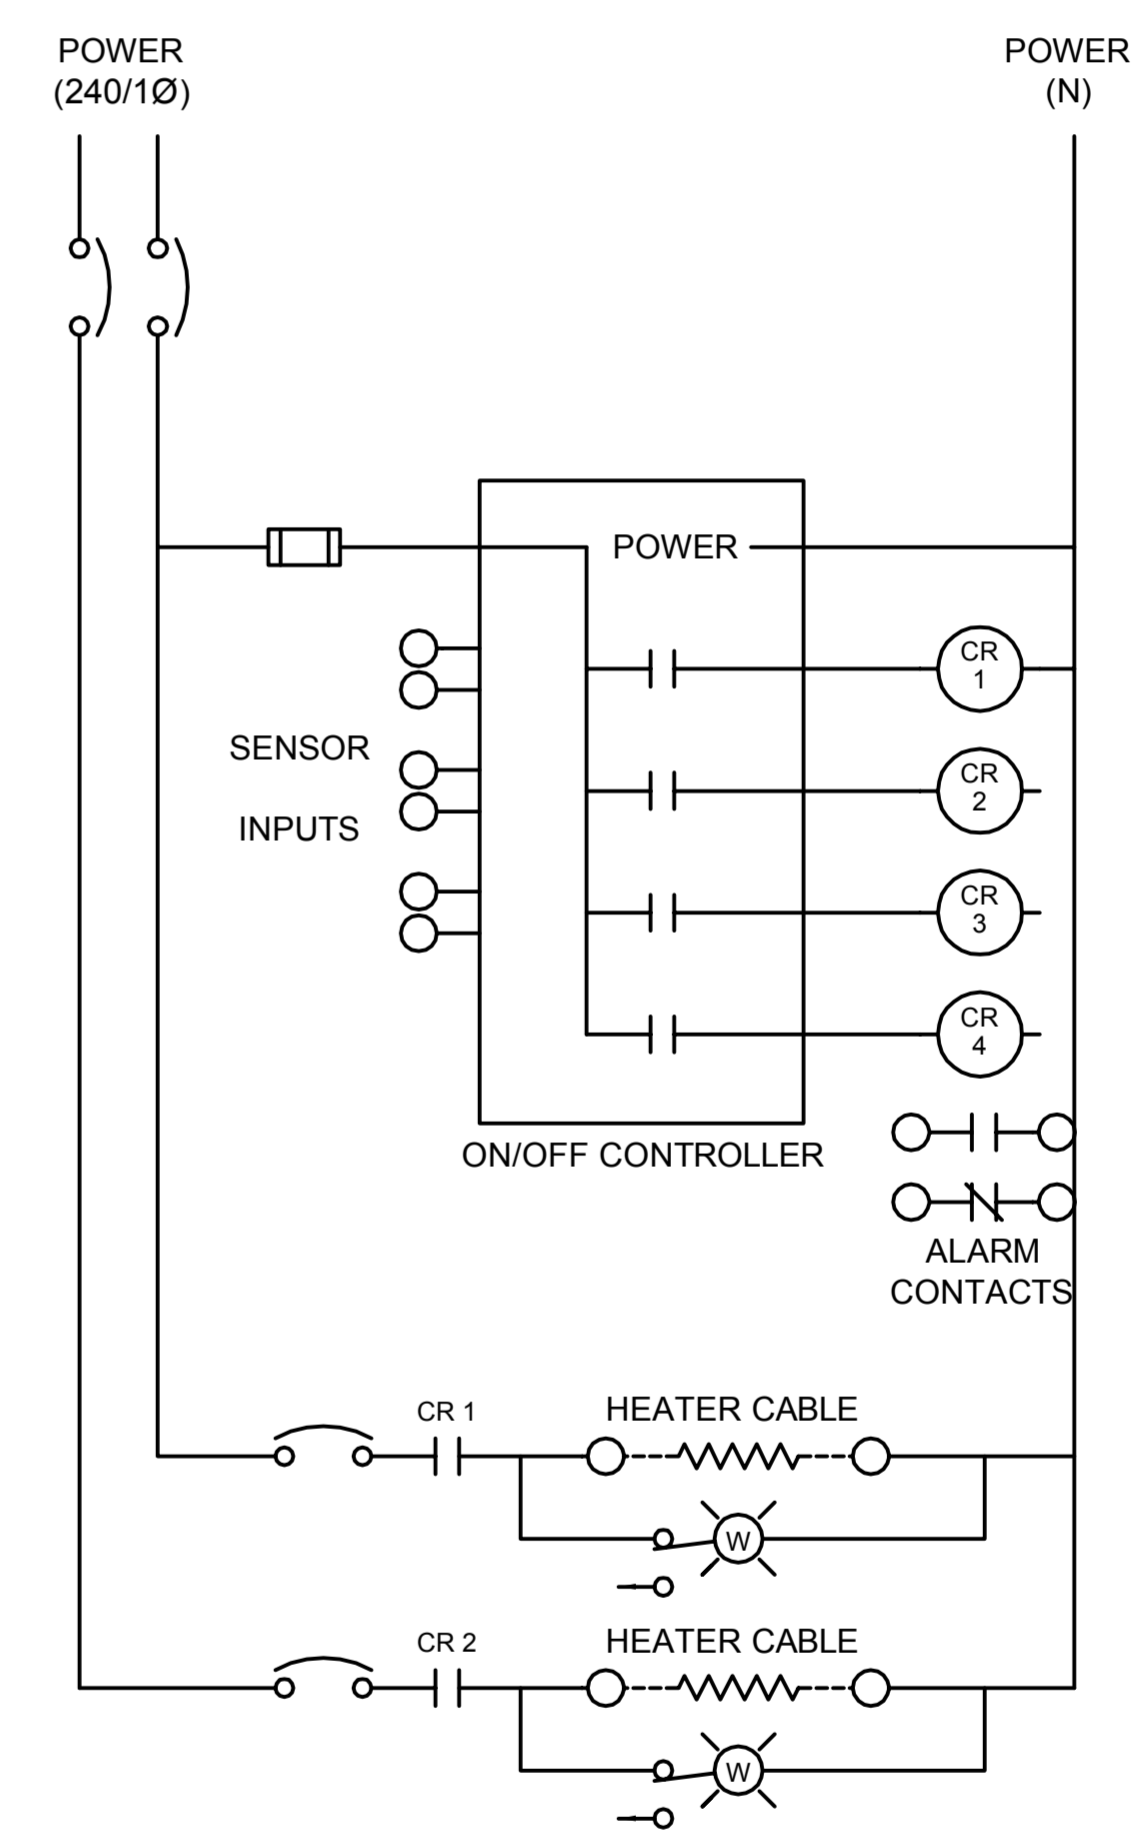 POWER
(240/1Ø)
POWER
(N)
POWER
CR
1
SENSOR
CR
2
INPUTS
CR
3
CR
4
ON/OFF CONTROLLER
ALARM
CONTACTS
CR 1
HEATER CABLE
W
CR 2
HEATER CABLE
W